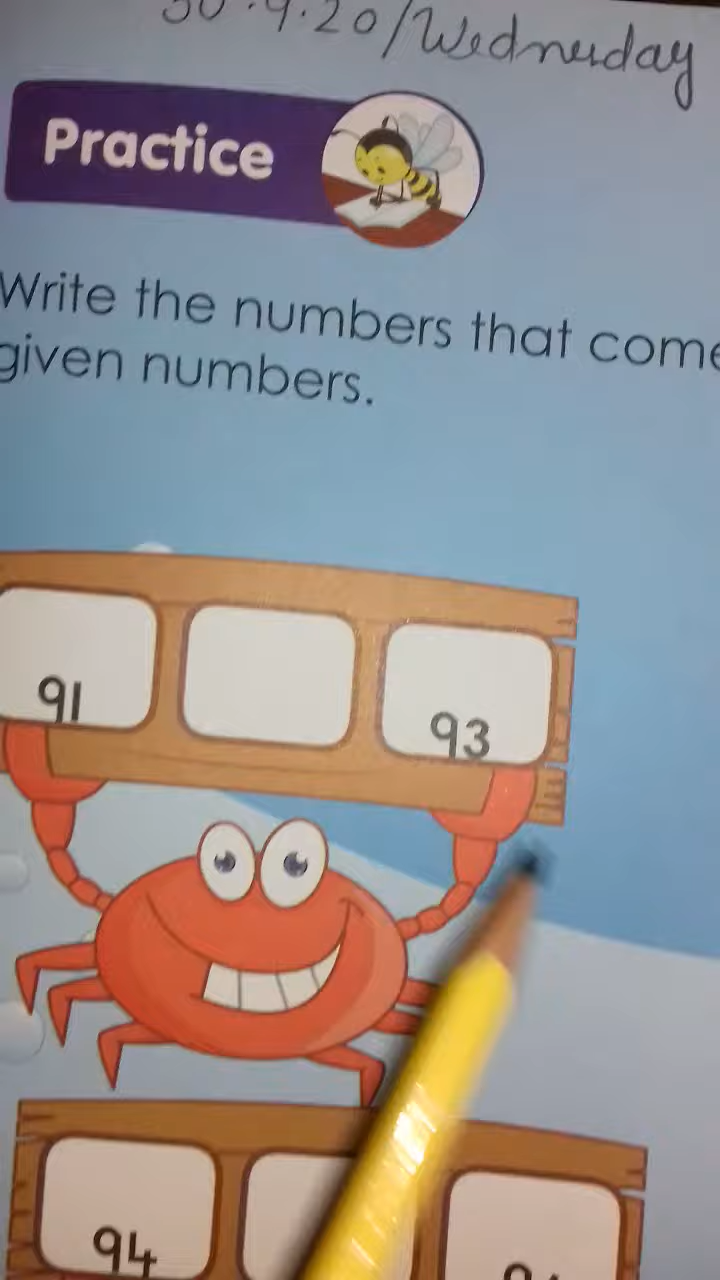 30.9.20/Wednesday
Practice
Write the numbers that come
given numbers.
91 93
94